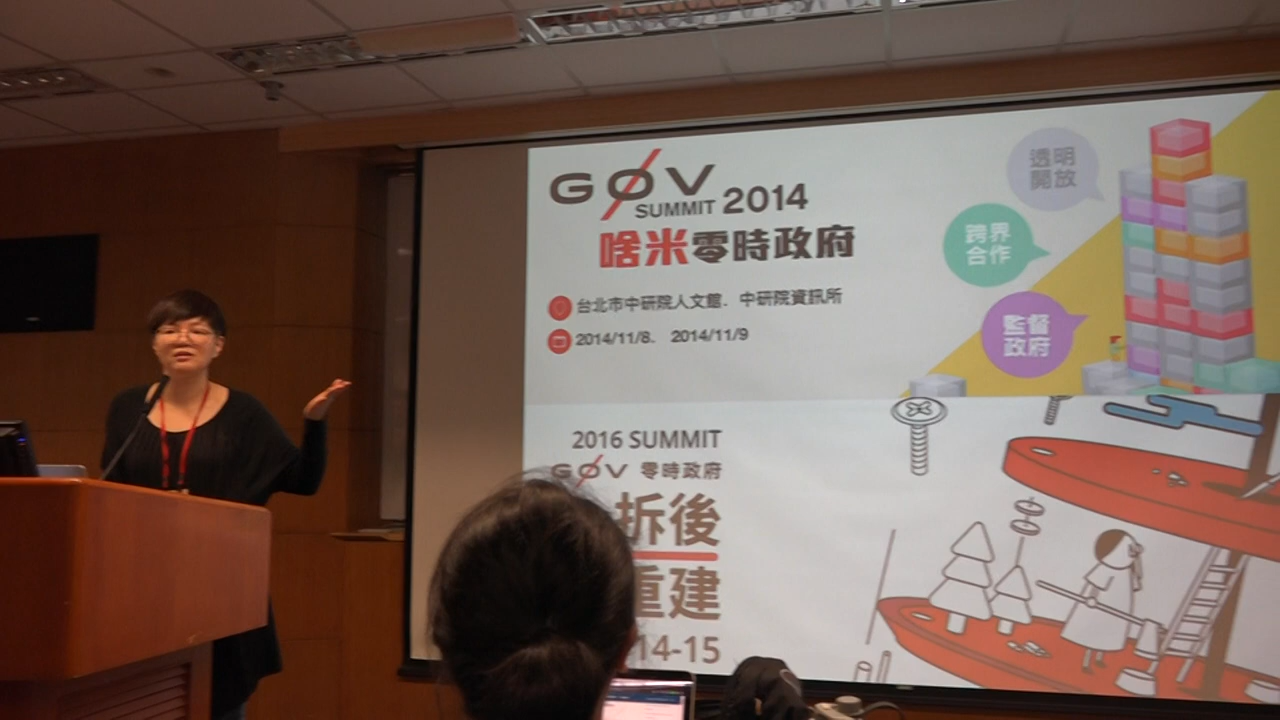 GØV
SUMMIT 2014
啥米零時政府
台北市中研院人文館. 中研院資訊所
2014/11/8. 2014/11/9
透明
開放
跨界
合作
監督
政府
2016 SUMMIT
GØV 零時政府
拆後
重建
14-15